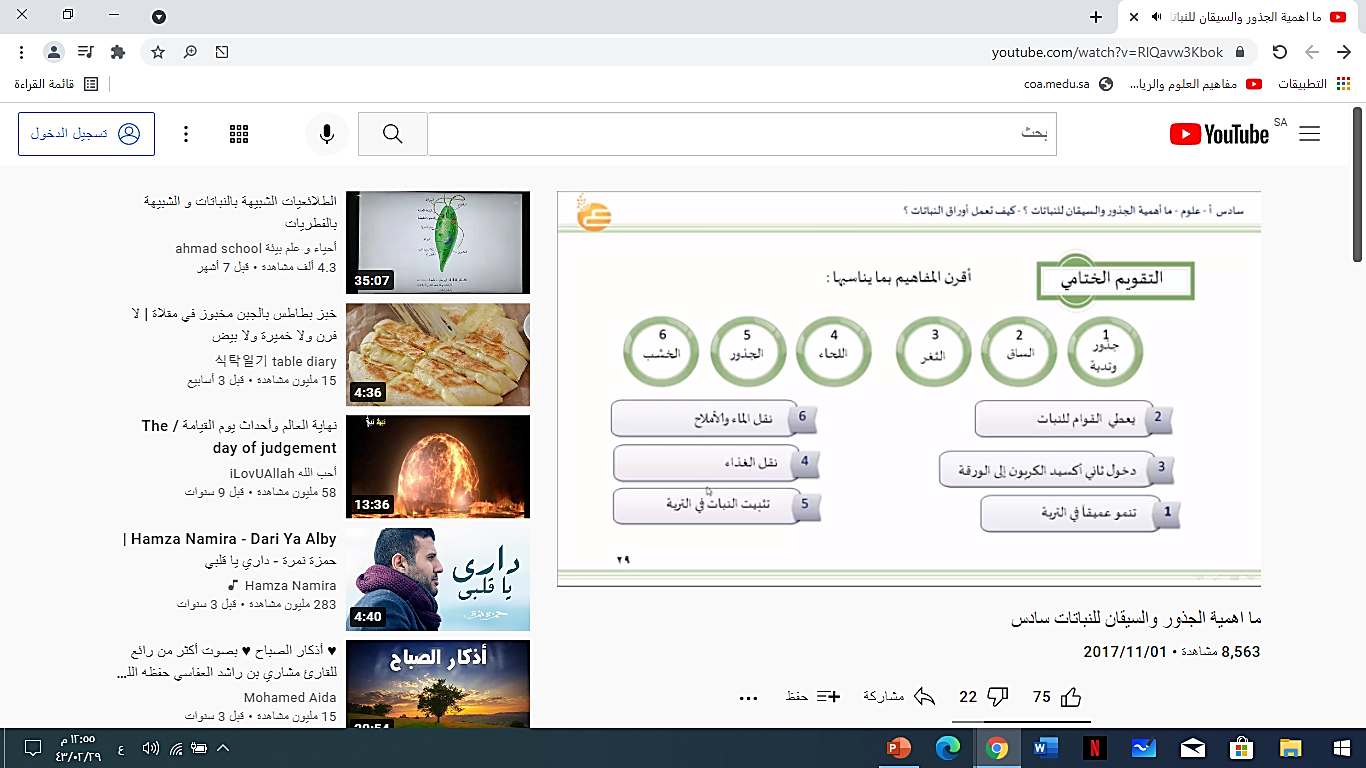 ما اهمية الجذور والسيقان للنباتا
youtube.com/watch?v=RlQavw3Kbok
التطبيقات
مفاهيم العلوم والريا...
coa.medu.sa
قائمة القراءة
YouTube SA
بحث
تسجيل الدخول
سادس أ - علوم - ما أهمية الجذور والسيقان للنباتات ؟ - كيف تعمل أوراق النباتات ؟
التقويم الختامي
أقرن المفاهيم بما يناسبها :
1 جذور وتدية
2 الساق
3 الثغر
4 اللحاء
5 الجذور
6 الخشب
2 يعطي القوام للنبات
3 دخول ثاني أكسيد الكربون إلى الورقة
1 تنمو عميقاً في التربة
6 نقل الماء والأملاح
4 نقل الغذاء
5 تثبيت النبات في التربة
٢٩
ما اهمية الجذور والسيقان للنباتات سادس
8,563 مشاهدة • 2017/11/01
75
22
مشاركة
حفظ
الطلائعيات الشبيهة بالنباتات و الشبيهة
بالفطريات
أحياء و علم بيئة ahmad school
4.3 ألف مشاهدة • قبل 7 أشهر
35:07
خبز بطاطس بالجبن مخبوز في مقلاة | لا
فرن ولا خميرة ولا بيض
식탁일기 table diary
15 مليون مشاهدة • قبل 3 أسابيع
4:36
نهاية العالم وأحداث يوم القيامة / The
day of judgement
أحب الله iLovUAllah
58 مليون مشاهدة • قبل 9 سنوات
13:36
Hamza Namira - Dari Ya Alby |
حمزة نمرة - داري يا قلبي
Hamza Namira
283 مليون مشاهدة • قبل 3 سنوات
دارى
يا قلبى
4:40
♥ أذكار الصباح ♥ بصوت أكثر من رائع
للقارئ مشاري بن راشد العفاسي حفظه الل...
Mohamed Aida
15 مليون مشاهدة • قبل 3 سنوات
أذكار الصباح
ع
١٢:٥٥ م
٤٣/٠٢/٢٩